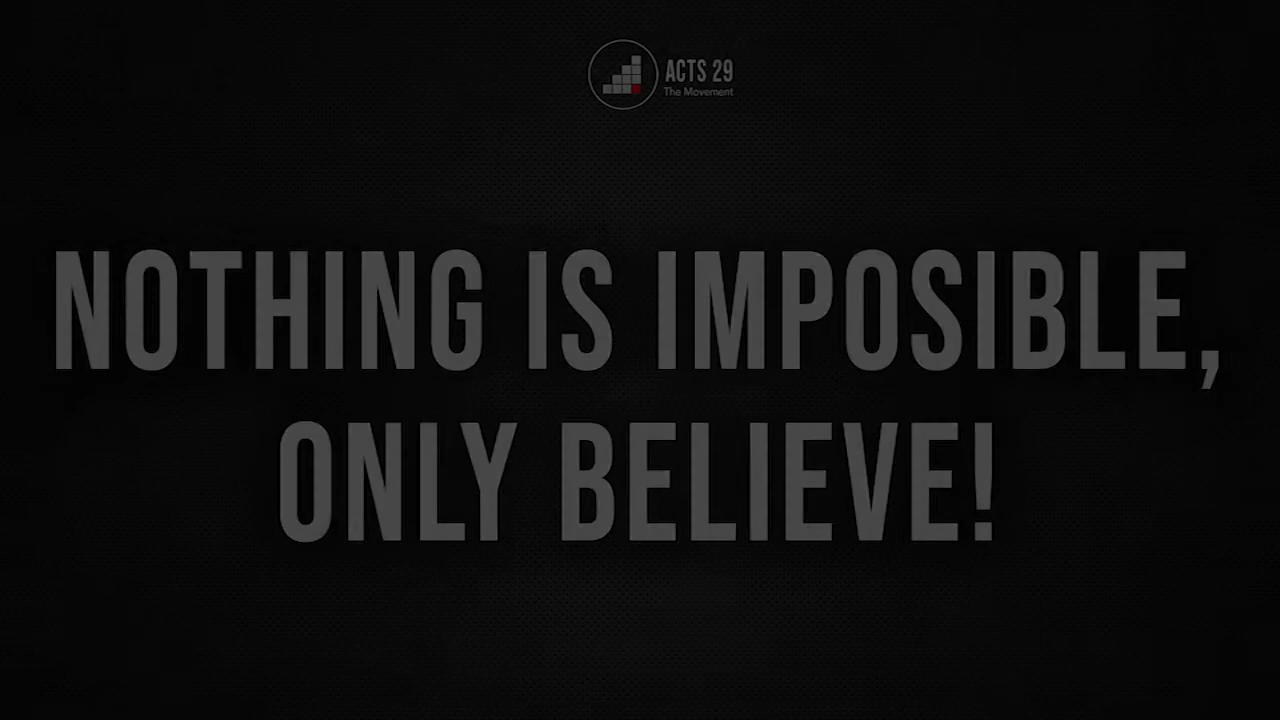 ACTS 29
The Movement
NOTHING IS IMPOSIBLE,
ONLY BELIEVE!